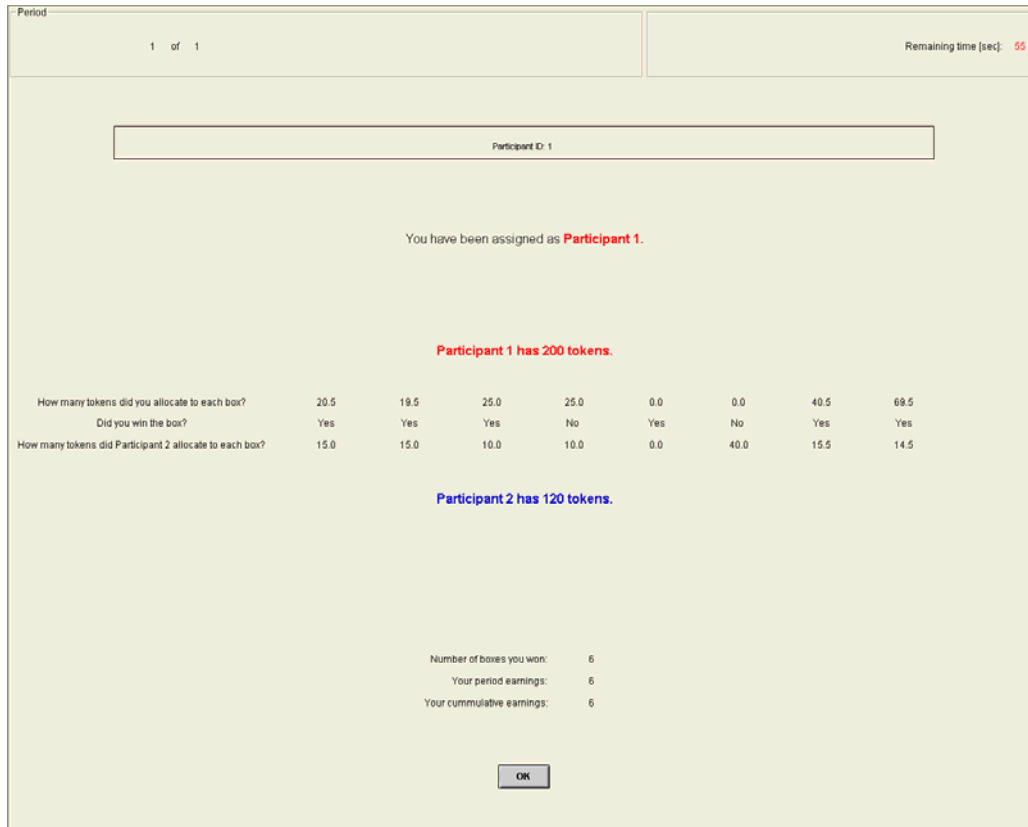 Period
1 of 1
Remaining time [sec]: 55
Participant ID: 1
You have been assigned as Participant 1.
Participant 1 has 200 tokens.
How many tokens did you allocate to each box? 20.5 19.5 25.0 25.0 0.0 0.0 40.5 69.5
Did you win the box? Yes Yes Yes No Yes No Yes Yes
How many tokens did Participant 2 allocate to each box? 15.0 15.0 10.0 10.0 0.0 40.0 15.5 14.5
Participant 2 has 120 tokens.
Number of boxes you won: 6
Your period earnings: 6
Your cummulative earnings: 6
OK